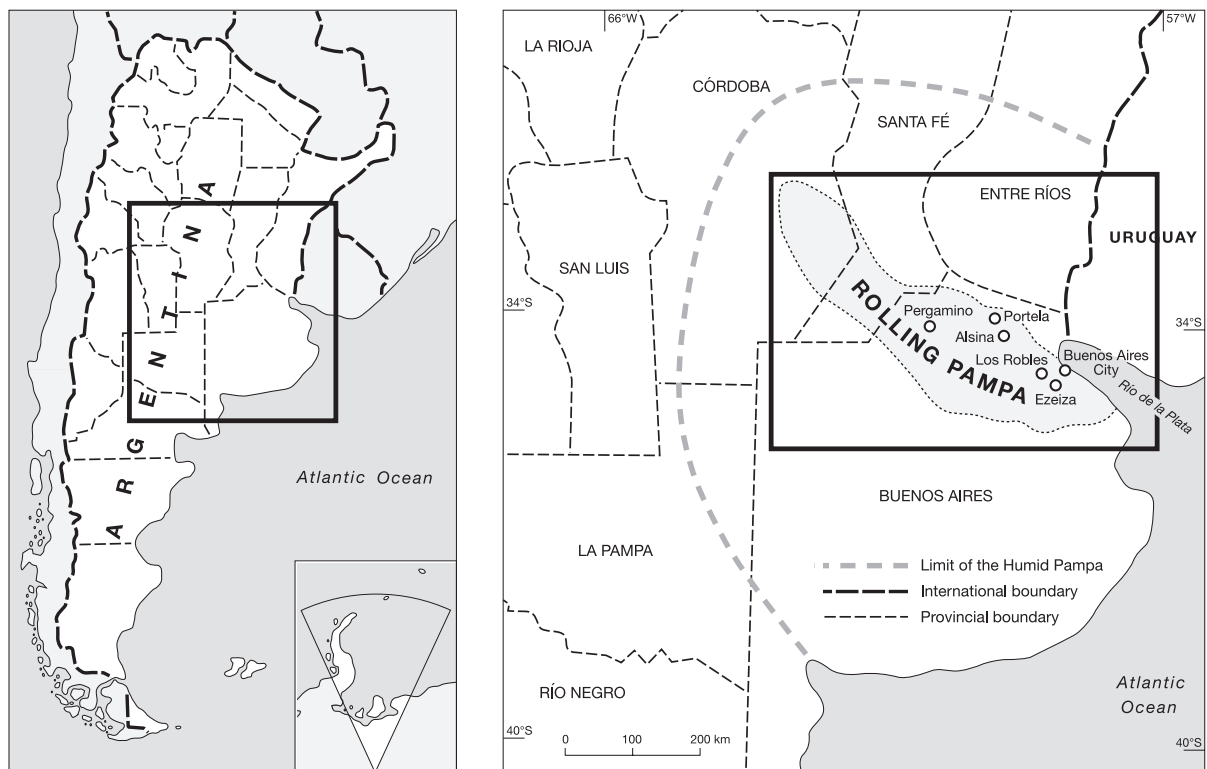 ARGENTINA
Atlantic Ocean
66°W
57°W
LA RIOJA
CÓRDOBA
SANTA FÉ
ENTRE RÍOS
URUGUAY
SAN LUIS
34°S
34°S
ROLLING PAMPA
Pergamino
Portela
Alsina
Los Robles
Buenos Aires
City
Ezeiza
Río de la Plata
BUENOS AIRES
LA PAMPA
Limit of the Humid Pampa
International boundary
Provincial boundary
RÍO NEGRO
Atlantic
Ocean
40°S
0 100 200 km
40°S